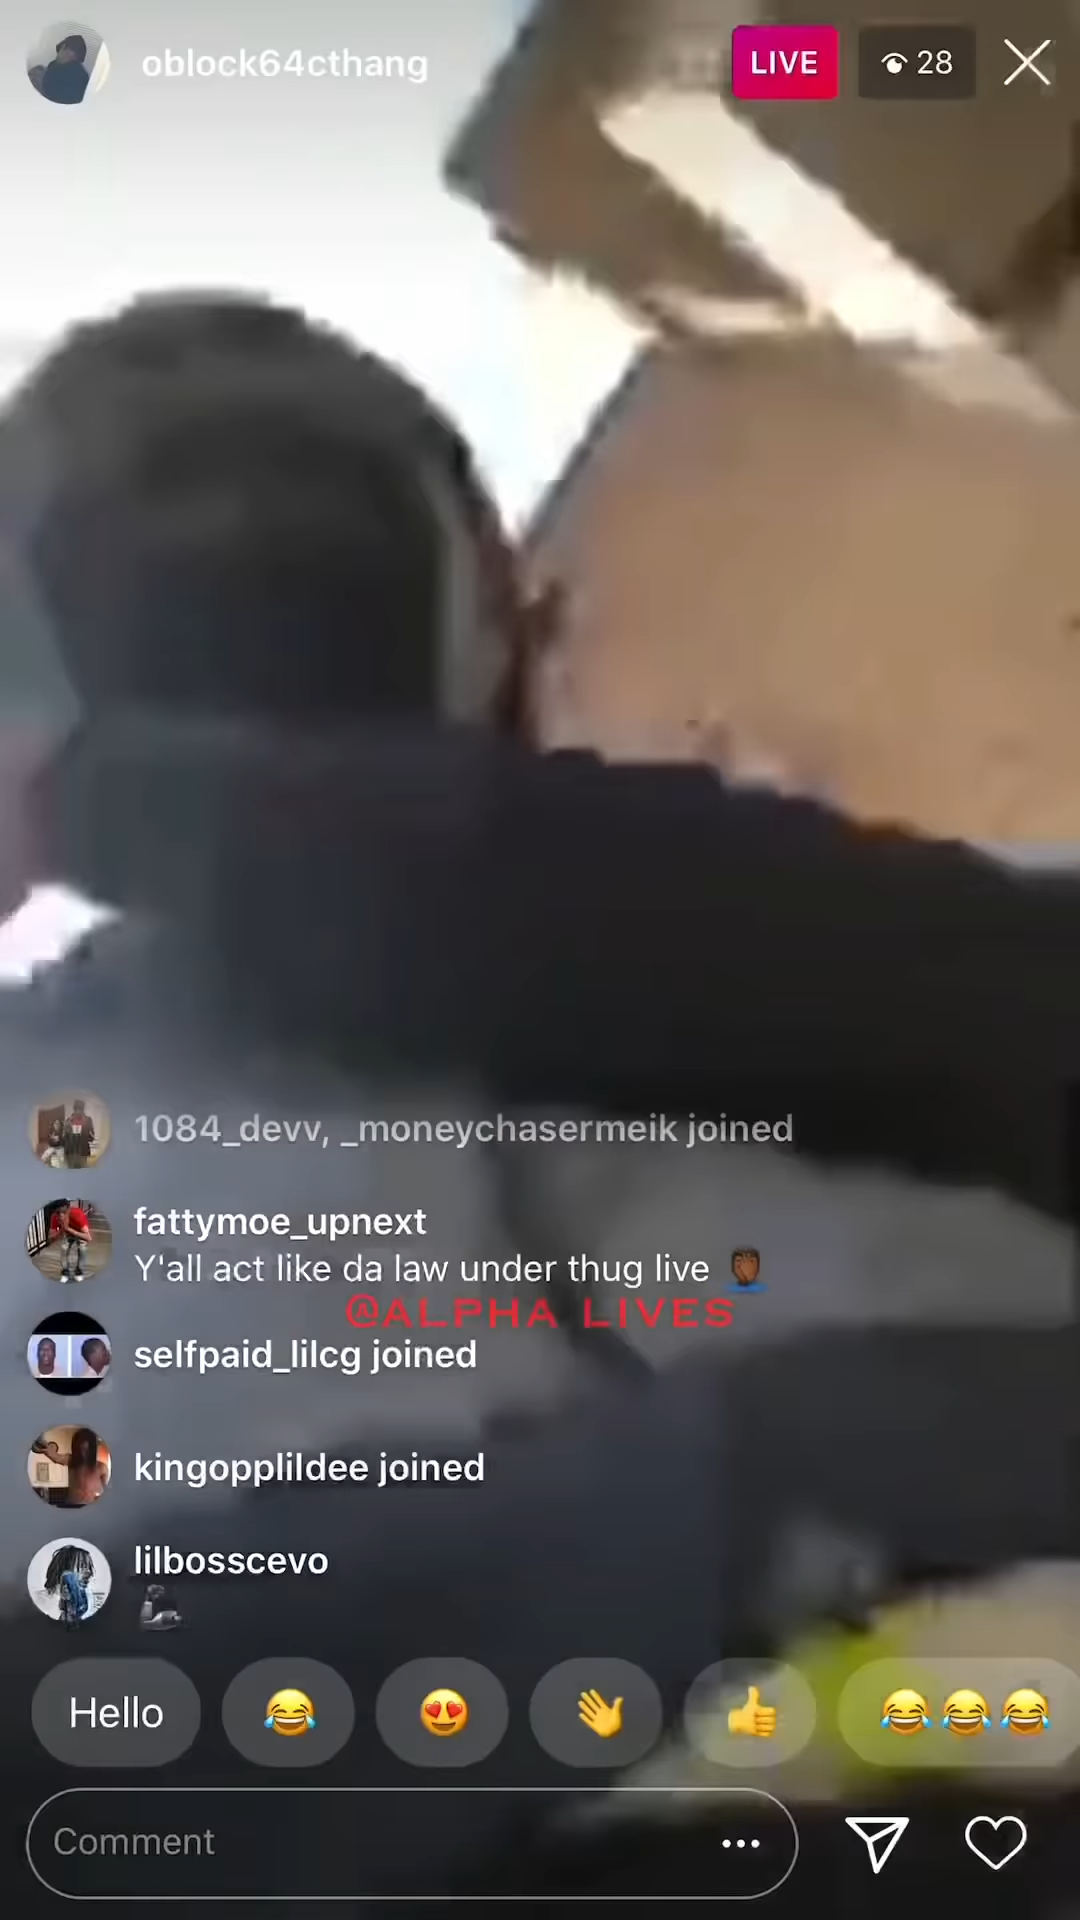 oblock64cthang
LIVE
28
1084_devv, _moneychasermeik joined
fattymoe_upnext
Y'all act like da law under thug live 🤦🏾‍♂️
@ALPHA LIVES
selfpaid_lilcg joined
kingopplildee joined
lilbosscevo
🦾
Hello 😂 😍 👋 👍 😂😂😂
Comment